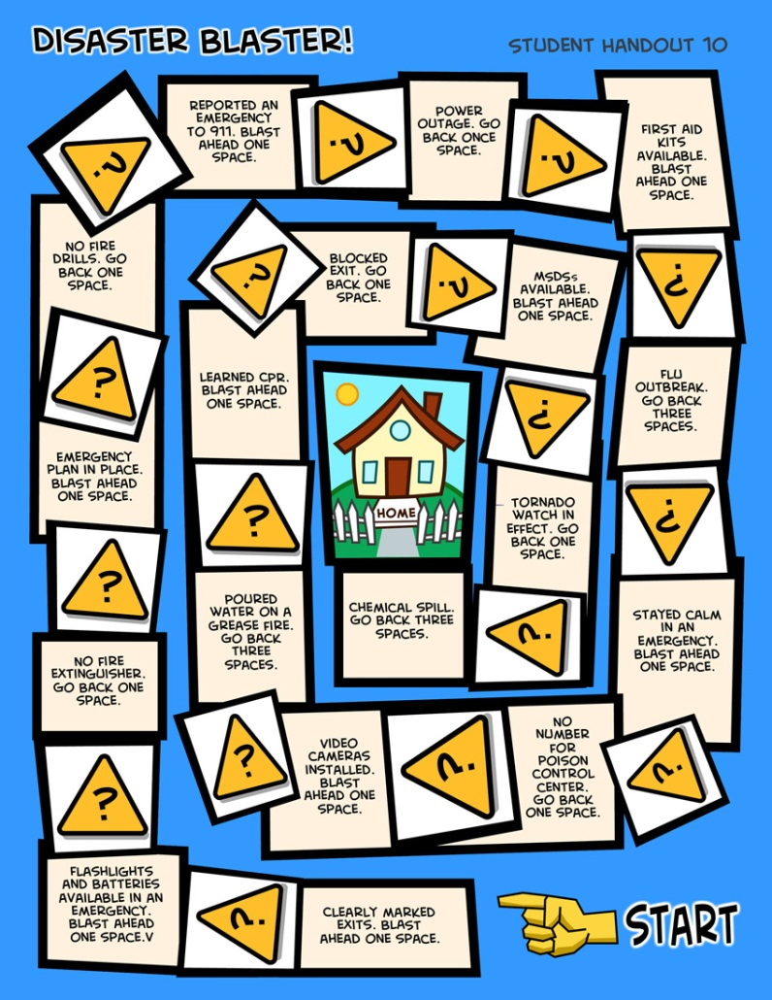 DISASTER BLASTER!
STUDENT HANDOUT 10
?
REPORTED AN
EMERGENCY
TO 911. BLAST
AHEAD ONE
SPACE.
?
POWER
OUTAGE. GO
BACK ONCE
SPACE.
?
FIRST AID
KITS
AVAILABLE.
BLAST
AHEAD ONE
SPACE.
NO FIRE
DRILLS. GO
BACK ONE
SPACE.
?
BLOCKED
EXIT. GO
BACK ONE
SPACE.
?
MSDSs
AVAILABLE.
BLAST AHEAD
ONE SPACE.
?
?
LEARNED CPR.
BLAST AHEAD
ONE SPACE.
?
FLU
OUTBREAK.
GO BACK
THREE
SPACES.
EMERGENCY
PLAN IN PLACE.
BLAST AHEAD
ONE SPACE.
?
HOME
TORNADO
WATCH IN
EFFECT. GO
BACK ONE
SPACE.
?
?
POURED
WATER ON A
GREASE FIRE.
GO BACK
THREE
SPACES.
CHEMICAL SPILL.
GO BACK THREE
SPACES.
?
STAYED CALM
IN AN
EMERGENCY.
BLAST AHEAD
ONE SPACE.
NO FIRE
EXTINGUISHER.
GO BACK ONE
SPACE.
?
VIDEO
CAMERAS
INSTALLED.
BLAST
AHEAD ONE
SPACE.
?
NO
NUMBER
FOR
POISON
CONTROL
CENTER.
GO BACK
ONE SPACE.
?
?
FLASHLIGHTS
AND BATTERIES
AVAILABLE IN AN
EMERGENCY.
BLAST AHEAD
ONE SPACE.V
?
CLEARLY MARKED
EXITS. BLAST
AHEAD ONE SPACE.
START